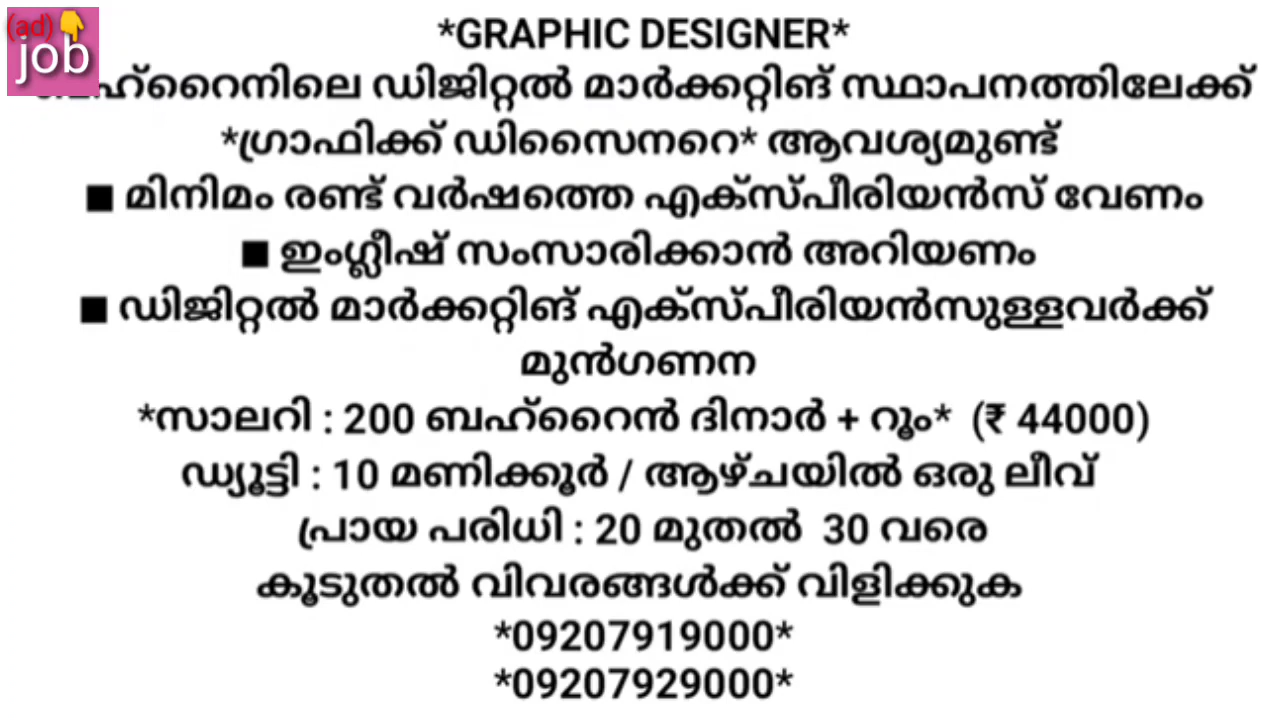 (ad)👇
job
*GRAPHIC DESIGNER*
ബഹ്റൈനിലെ ഡിജിറ്റൽ മാർക്കറ്റിങ് സ്ഥാപനത്തിലേക്ക്
*ഗ്രാഫിക്ക് ഡിസൈനറെ* ആവശ്യമുണ്ട്
■ മിനിമം രണ്ട് വർഷത്തെ എക്സ്പീരിയൻസ് വേണം
■ ഇംഗ്ലീഷ് സംസാരിക്കാൻ അറിയണം
■ ഡിജിറ്റൽ മാർക്കറ്റിങ് എക്സ്പീരിയൻസുള്ളവർക്ക്
മുൻഗണന
*സാലറി : 200 ബഹ്റൈൻ ദിനാർ + റൂം* (₹ 44000)
ഡ്യൂട്ടി : 10 മണിക്കൂർ / ആഴ്ചയിൽ ഒരു ലീവ്
പ്രായ പരിധി : 20 മുതൽ 30 വരെ
കൂടുതൽ വിവരങ്ങൾക്ക് വിളിക്കുക
*09207919000*
*09207929000*